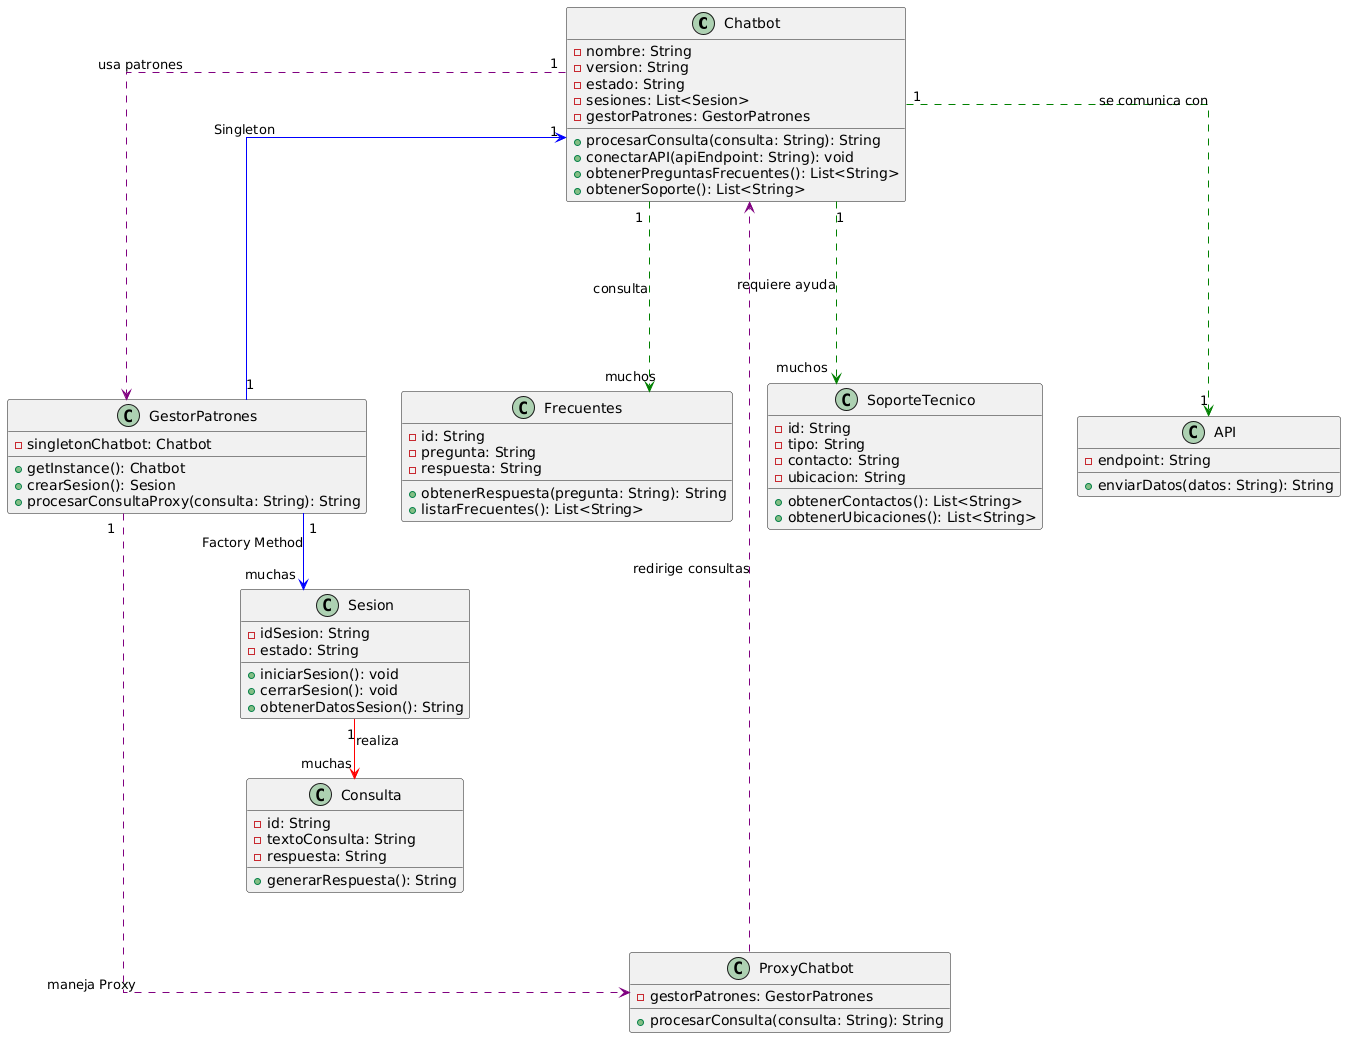 C Chatbot
nombre: String
version: String
estado: String
sesiones: List<Sesion>
gestorPatrones: GestorPatrones
procesarConsulta(consulta: String): String
conectarAPI(apiEndpoint: String): void
obtenerPreguntasFrecuentes(): List<String>
obtenerSoporte(): List<String>
usa patrones
1
Singleton
1
1
1
se comunica con
1
1
consulta
muchos
1
requiere ayuda
muchos
C GestorPatrones
singletonChatbot: Chatbot
getInstance(): Chatbot
crearSesion(): Sesion
procesarConsultaProxy(consulta: String): String
C Frecuentes
id: String
pregunta: String
respuesta: String
obtenerRespuesta(pregunta: String): String
listarFrecuentes(): List<String>
C SoporteTecnico
id: String
tipo: String
contacto: String
ubicacion: String
obtenerContactos(): List<String>
obtenerUbicaciones(): List<String>
C API
endpoint: String
enviarDatos(datos: String): String
1
1
Factory Method
muchas
redirige consultas
C Sesion
idSesion: String
estado: String
iniciarSesion(): void
cerrarSesion(): void
obtenerDatosSesion(): String
1
realiza
muchas
C Consulta
id: String
textoConsulta: String
respuesta: String
generarRespuesta(): String
maneja Proxy
C ProxyChatbot
gestorPatrones: GestorPatrones
procesarConsulta(consulta: String): String